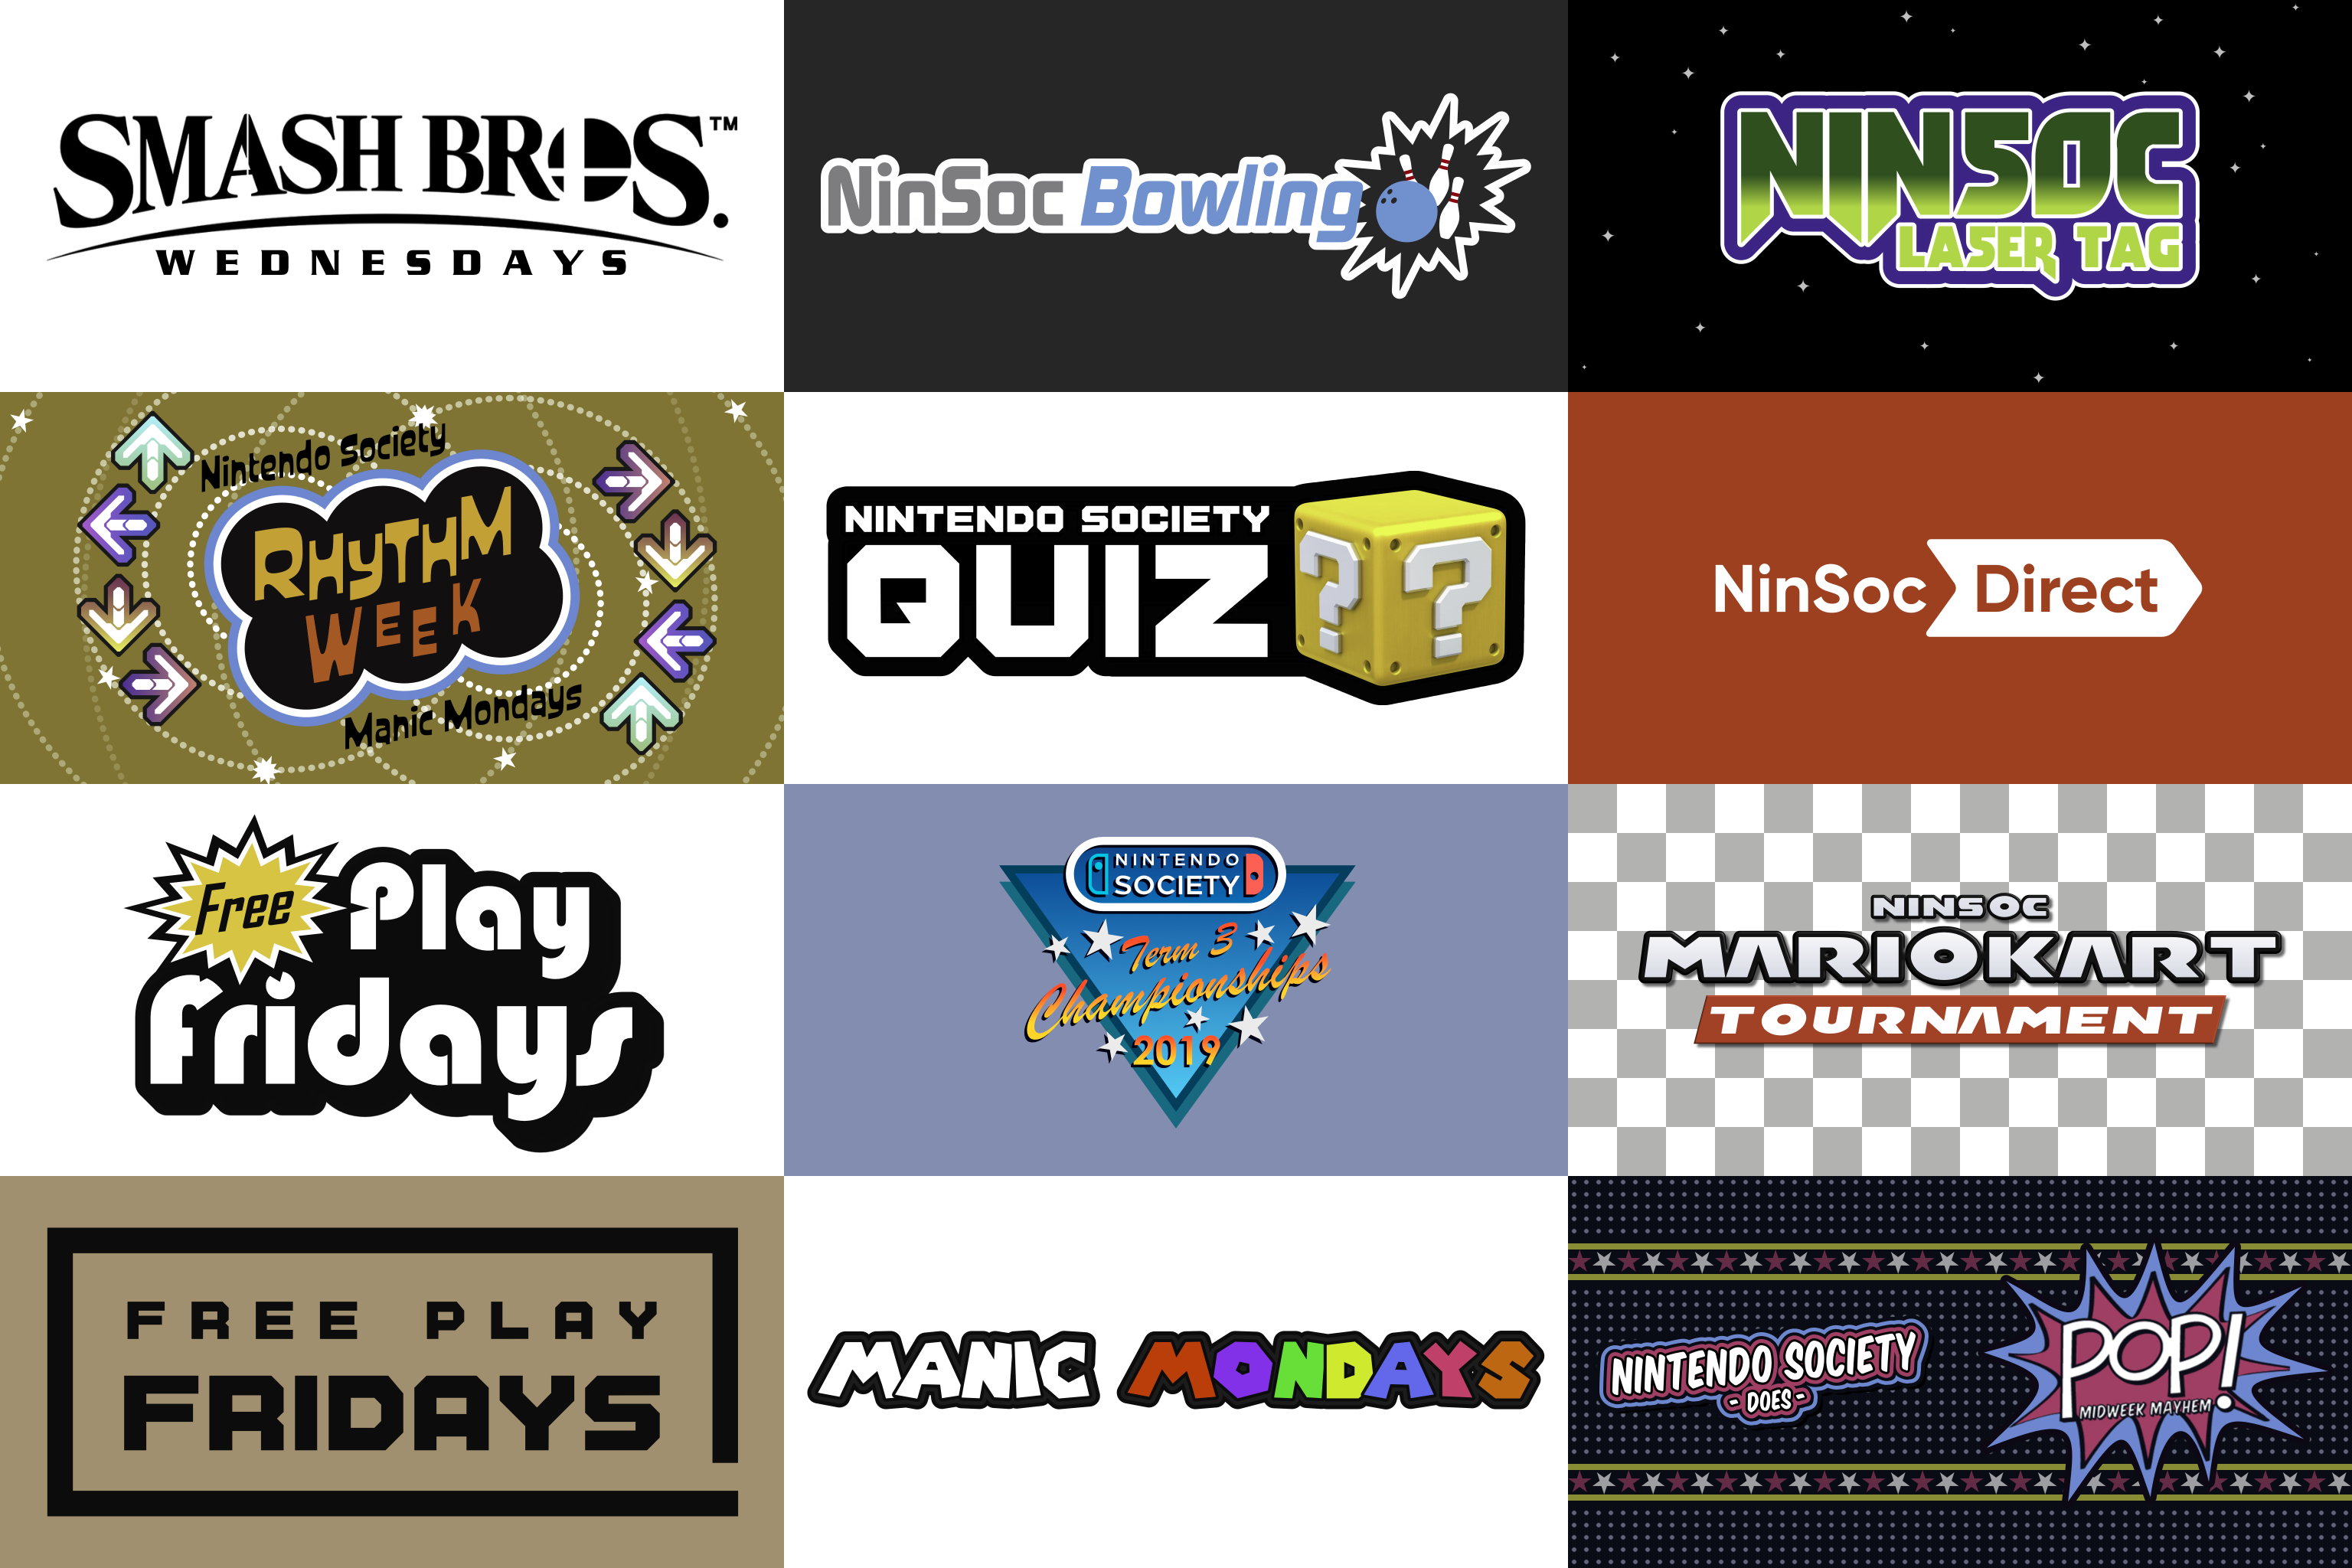 SMASH BROS.™
WEDNESDAYS
NinSoc Bowling
NINSOC
LASER TAG
Nintendo Society
RHYTHM
WEEK
Manic Mondays
NINTENDO SOCIETY
QUIZ
? ?
NinSoc Direct
Free Play
Fridays
NINTENDO
SOCIETY
Term 3
Championships
2019
NINSOC
MARIOKART
TOURNAMENT
FREE PLAY
FRIDAYS
MANIC MONDAYS
NINTENDO SOCIETY
- DOES -
POP!
MIDWEEK MAYHEM